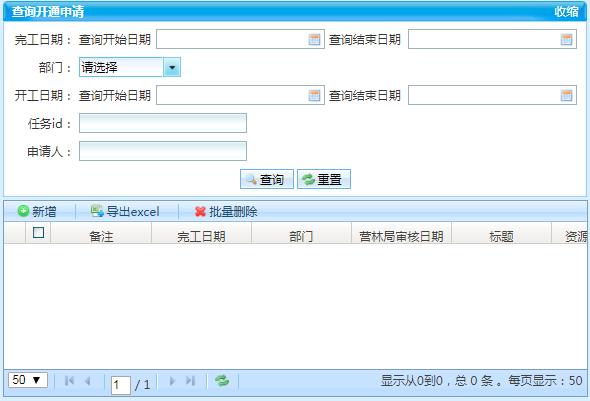 查询开通申请 收缩
完工日期： 查询开始日期 查询结束日期
部门： 请选择
开工日期： 查询开始日期 查询结束日期
任务id：
申请人：
查询 重置
新增 导出excel 批量删除
备注 完工日期 部门 营林局审核日期 标题 资源
50 ▼ 1 / 1 显示从0到0，总 0 条 。每页显示：50